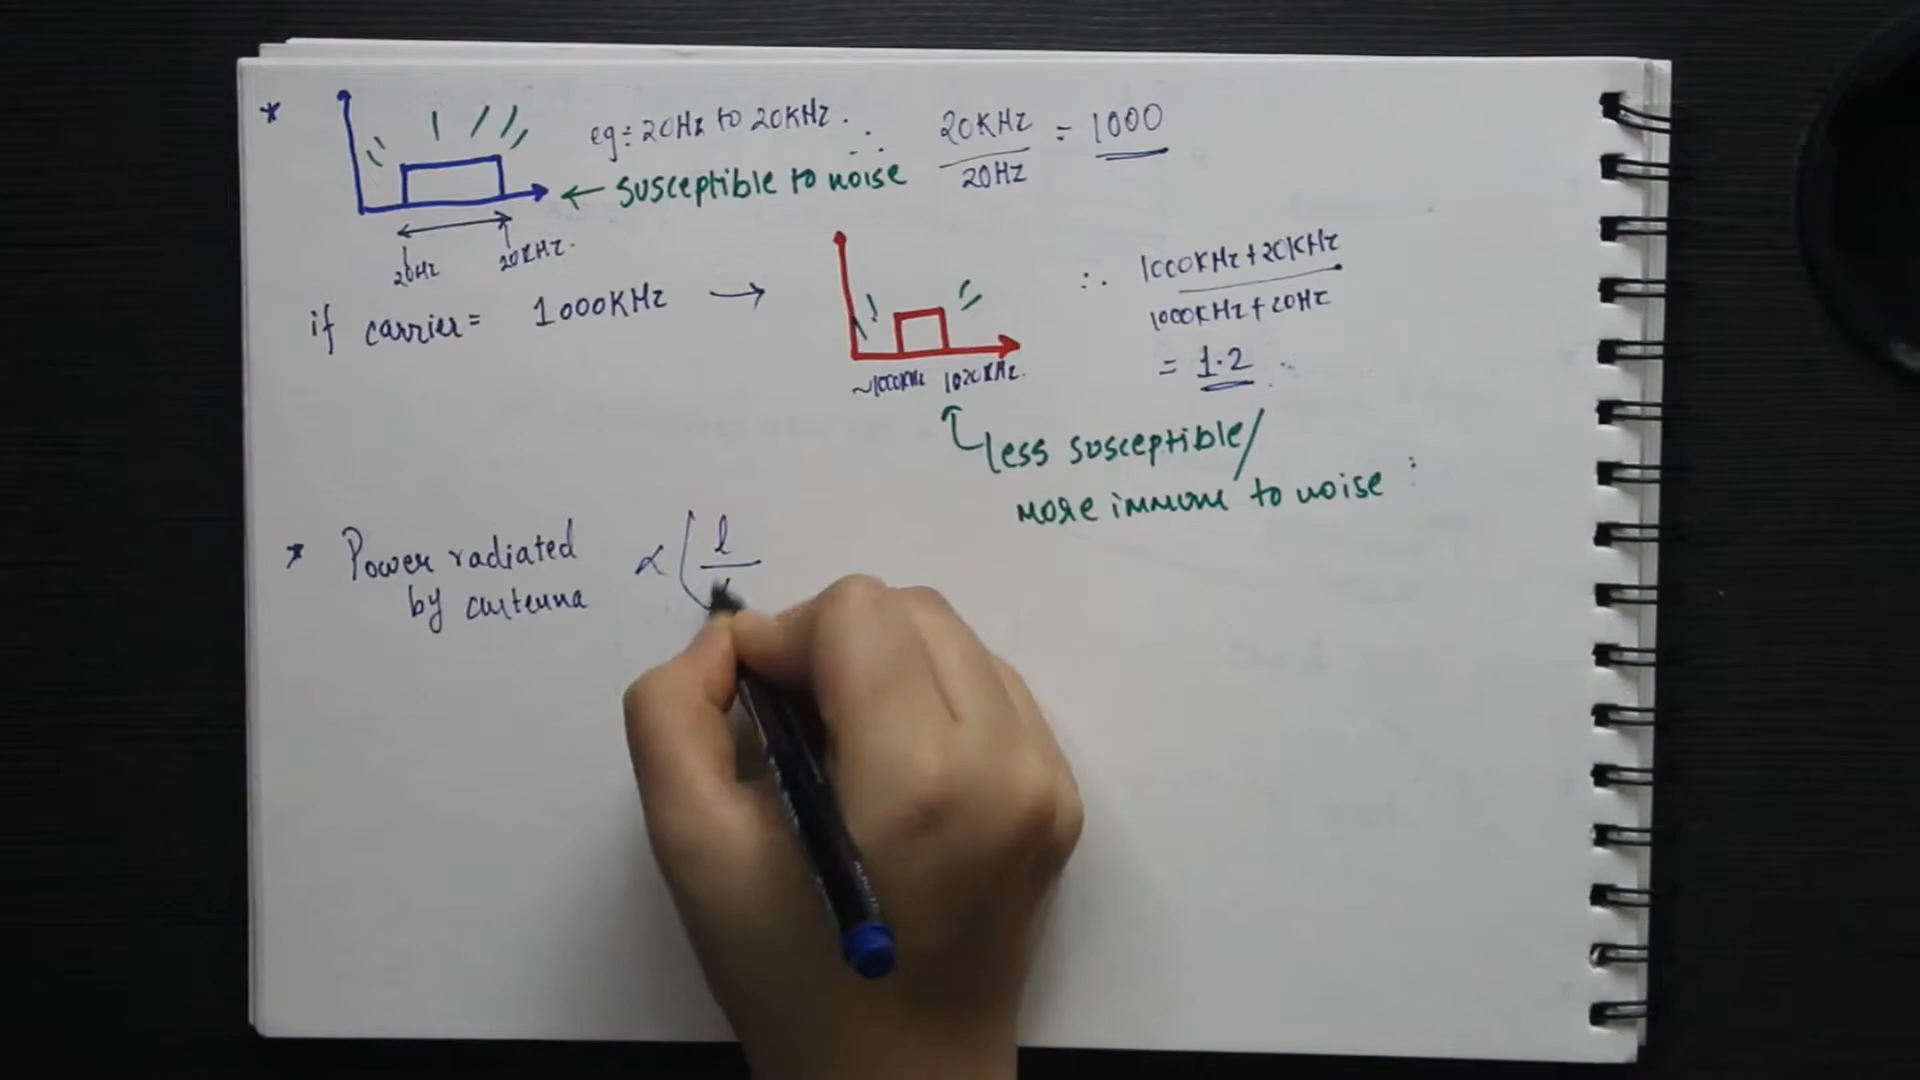 * eg:- 20Hz to 20KHz. ∴ 20KHz / 20Hz = 1000
← susceptible to noise
20Hz 20KHz.
if carrier = 1000KHz →
∴ 1000KHz+20KHz / 1000KHz+20Hz
= 1.2
~1000KHz 1020KHz.
less susceptible/
more immune to noise
* Power radiated ∝ ( l
by antenna